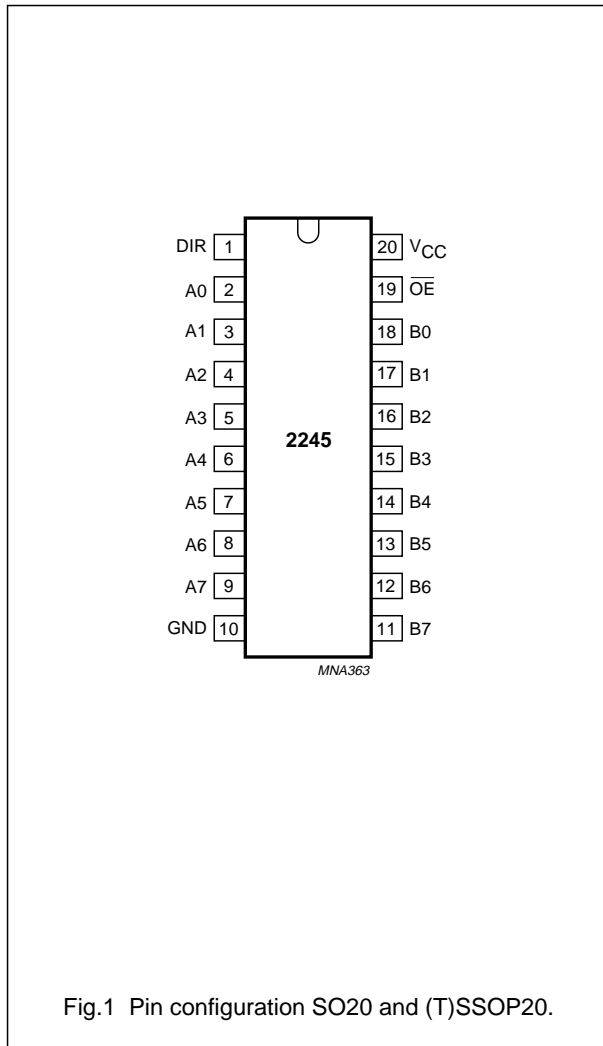 DIR 1 20 VCC
A0 2 19 O̅E̅
A1 3 18 B0
A2 4 17 B1
A3 5 16 B2
2245
A4 6 15 B3
A5 7 14 B4
A6 8 13 B5
A7 9 12 B6
GND 10 11 B7
MNA363
Fig.1 Pin configuration SO20 and (T)SSOP20.